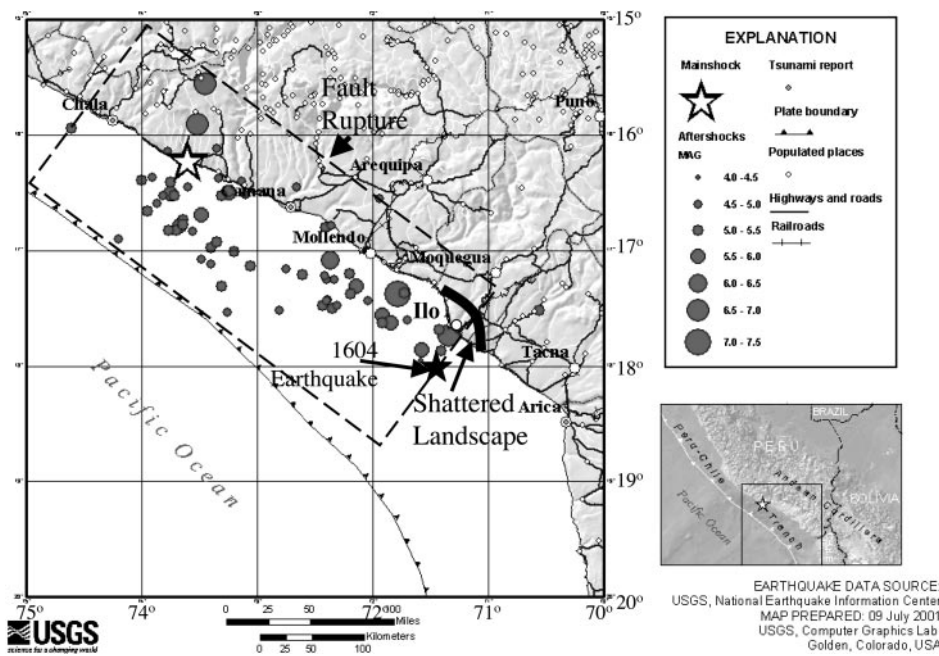 15°
Chala
Fault
Rupture
Puno
16°
Arequipa
Camana
Mollendo
17°
Moquegua
Ilo
1604
Earthquake
Tacna
18°
Shattered
Landscape
Arica
Pacific Ocean
19°
75°
74°
72°
71°
70°
20°
0 25 50 100 200
Miles
0 25 50 100
Kilometers
USGS
science for a changing world
EXPLANATION
Mainshock
Aftershocks
MAG
4.0 -4.5
4.5 - 5.0
5.0 - 5.5
5.5 - 6.0
6.0 - 6.5
6.5 - 7.0
7.0 - 7.5
Tsunami report
Plate boundary
Populated places
Highways and roads
Railroads
BRAZIL
PERU
Peru-Chile
Trench
Andean Cordillera
BOLIVIA
Pacific Ocean
EARTHQUAKE DATA SOURCE:
USGS, National Earthquake Information Center
MAP PREPARED: 09 July 2001
USGS, Computer Graphics Lab
Golden, Colorado, USA